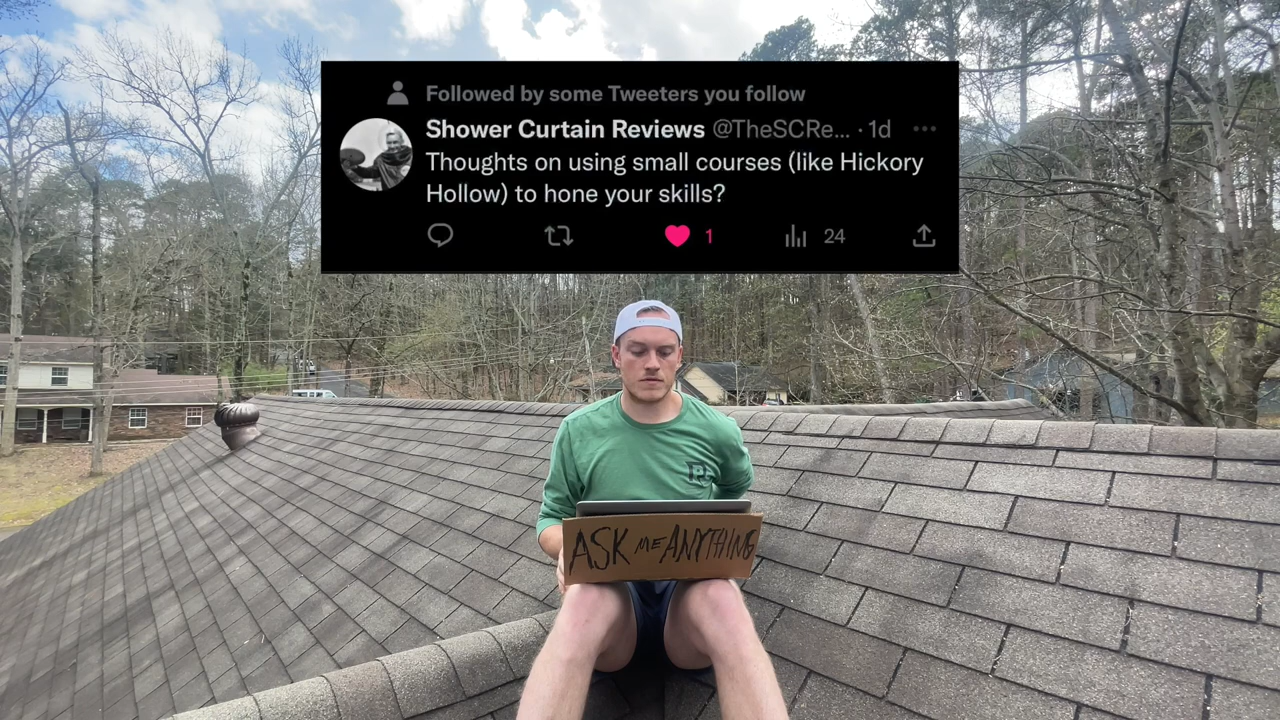 Followed by some Tweeters you follow
Shower Curtain Reviews @TheSCRe... · 1d
Thoughts on using small courses (like Hickory
Hollow) to hone your skills?
1 24
ASK ME ANYTHING